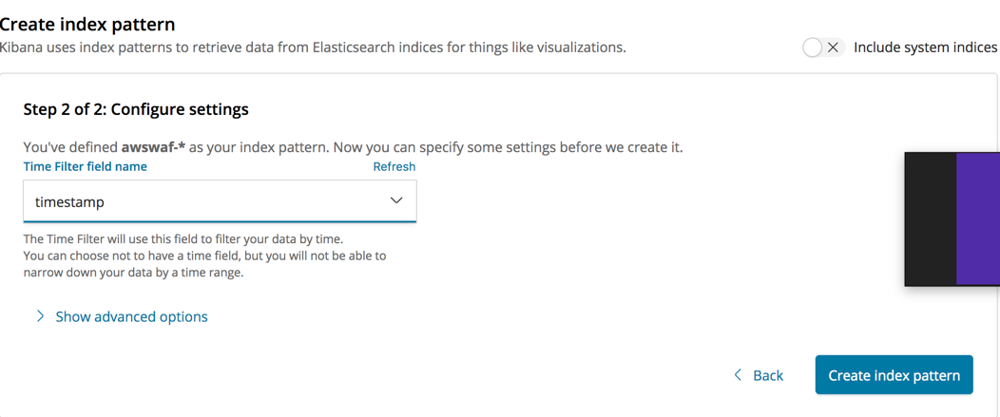 Create index pattern
Kibana uses index patterns to retrieve data from Elasticsearch indices for things like visualizations.
Include system indices
Step 2 of 2: Configure settings
You've defined awswaf-* as your index pattern. Now you can specify some settings before we create it.
Time Filter field name
Refresh
timestamp
The Time Filter will use this field to filter your data by time.
You can choose not to have a time field, but you will not be able to
narrow down your data by a time range.
Show advanced options
Back
Create index pattern